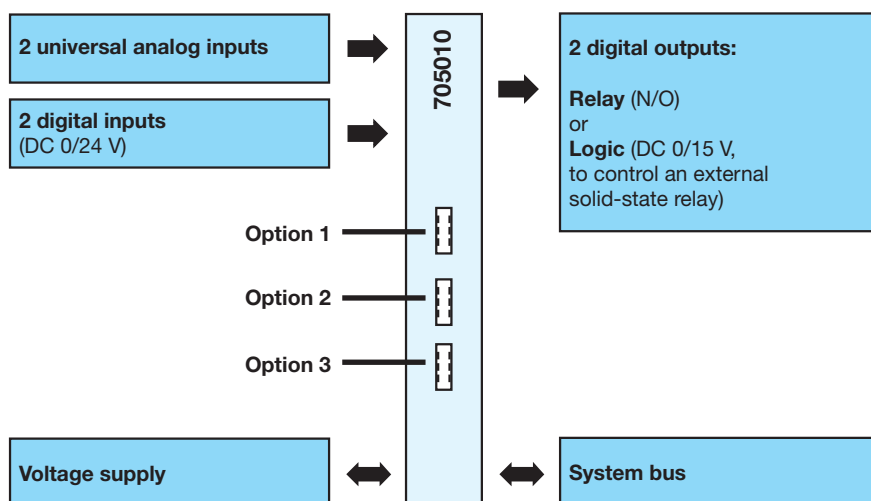 2 universal analog inputs
2 digital inputs
(DC 0/24 V)
705010
2 digital outputs:
Relay (N/O)
or
Logic (DC 0/15 V,
to control an external
solid-state relay)
Option 1
Option 2
Option 3
Voltage supply
System bus